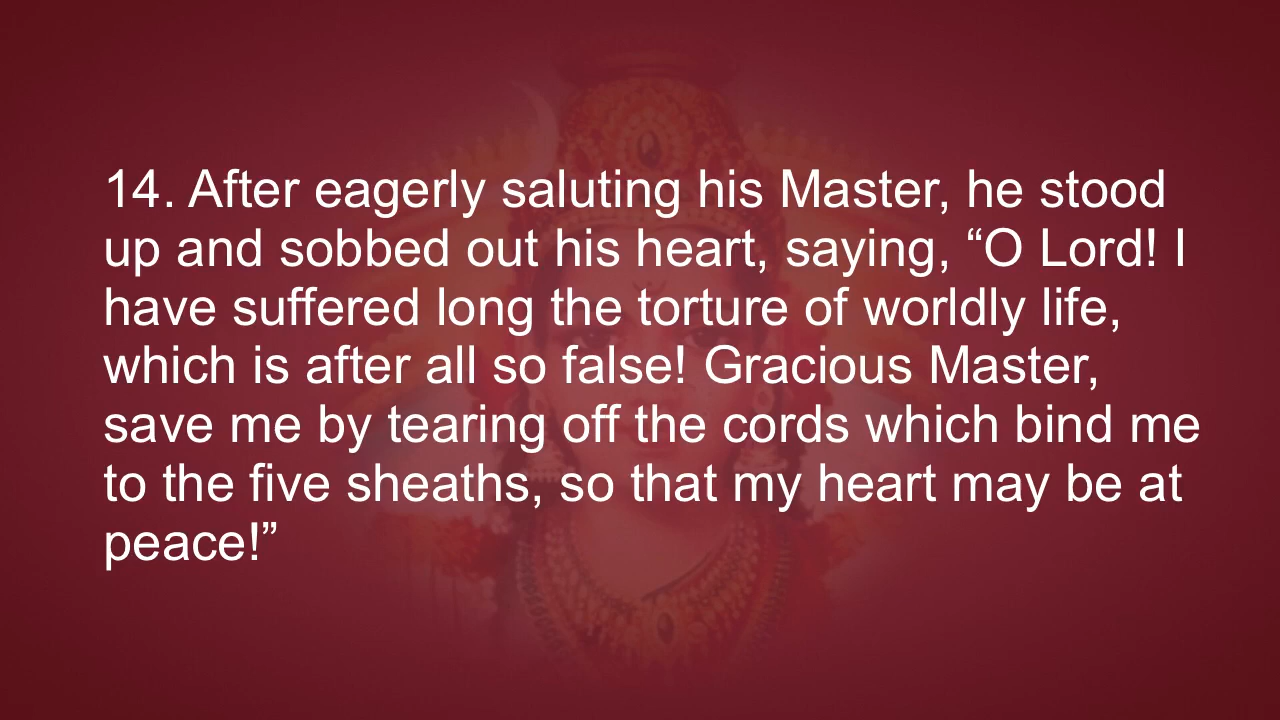 14. After eagerly saluting his Master, he stood
up and sobbed out his heart, saying, “O Lord! I
have suffered long the torture of worldly life,
which is after all so false! Gracious Master,
save me by tearing off the cords which bind me
to the five sheaths, so that my heart may be at
peace!”